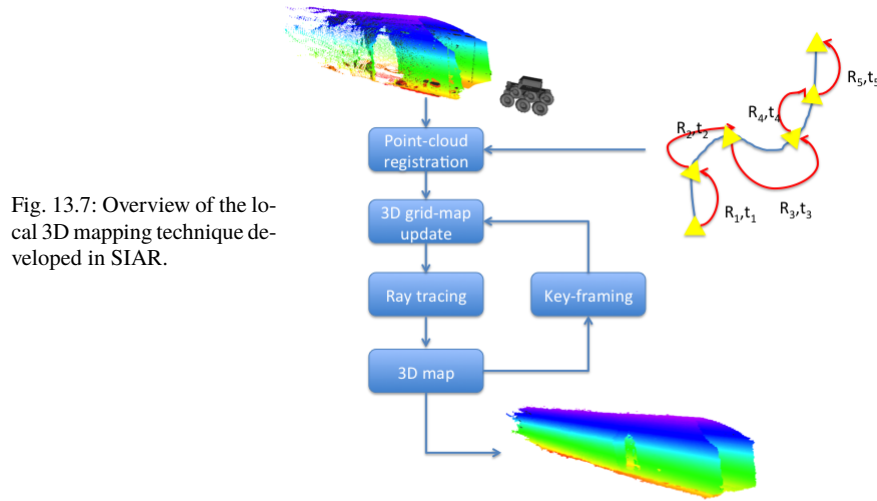 Fig. 13.7: Overview of the lo-
cal 3D mapping technique de-
veloped in SIAR.
Point-cloud
registration
3D grid-map
update
Ray tracing
Key-framing
3D map
R5,t5
R4,t4
R2,t2
R3,t3
R1,t1